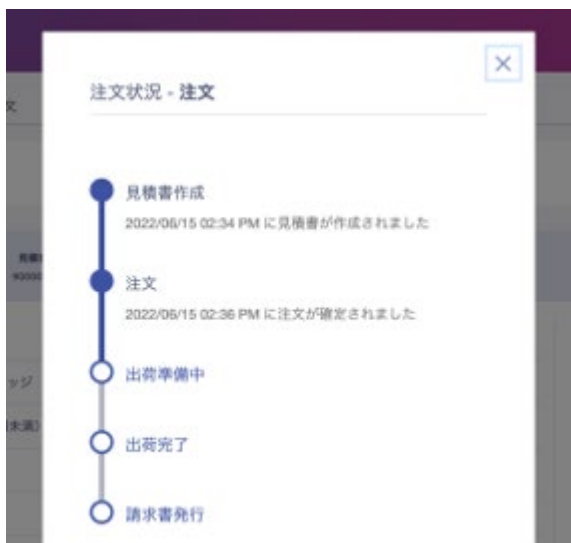 ×
注文状況 - 注文
文
見積書作成
2022/06/15 02:34 PM に見積書が作成されました
注文
2022/06/15 02:36 PM に注文が確定されました
出荷準備中
ッジ
出荷完了
請求書発行